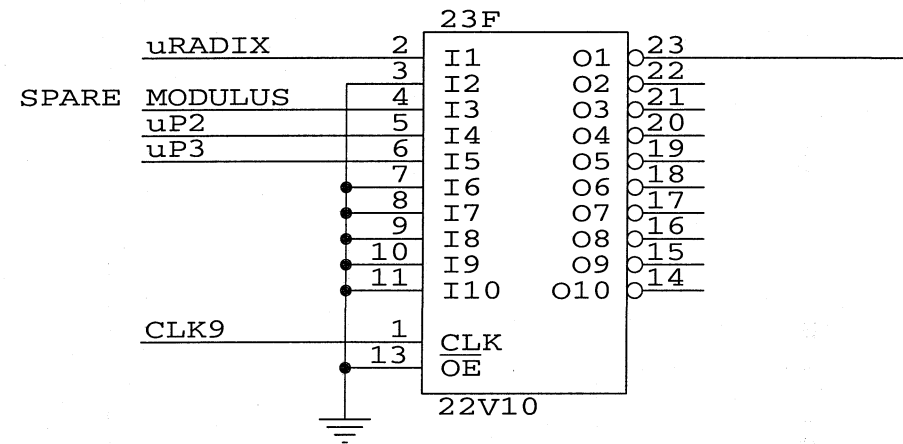 23F
uRADIX 2 I1 O1 23
3 I2 O2 22
SPARE MODULUS 4 I3 O3 21
uP2 5 I4 O4 20
uP3 6 I5 O5 19
7 I6 O6 18
8 I7 O7 17
9 I8 O8 16
10 I9 O9 15
11 I10 O10 14
CLK9 1 CLK
13 OE
22V10